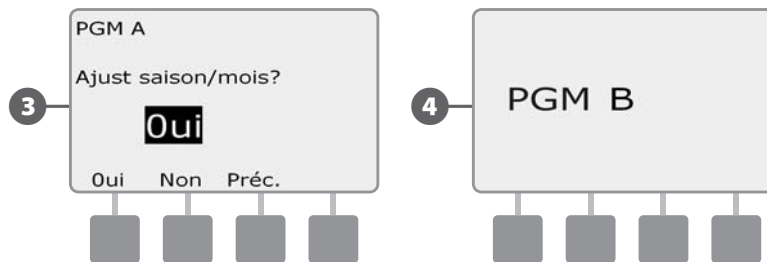 PGM A
Ajust saison/mois?
3
Oui
Oui Non Préc.
4
PGM B